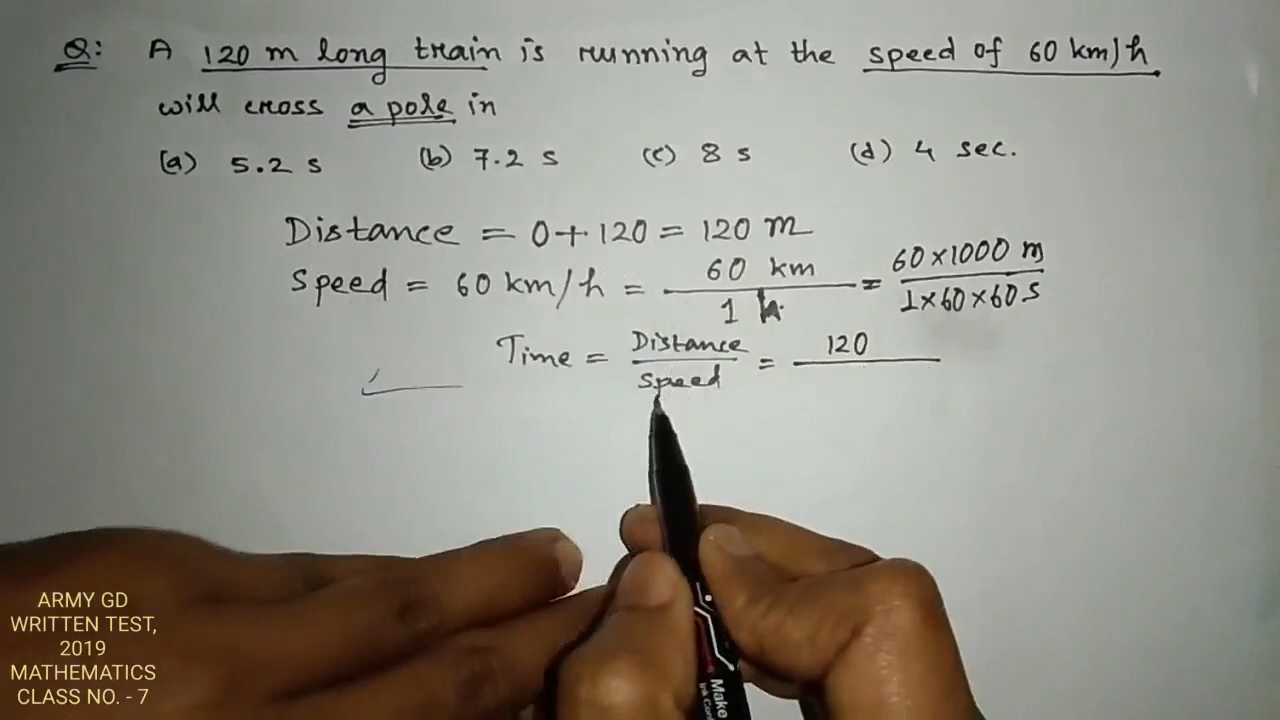 Q: A 120 m long train is running at the speed of 60 km/h
will cross a pole in
(a) 5.2 s (b) 7.2 s (c) 8 s (d) 4 sec.
Distance = 0+120 = 120 m
Speed = 60 km/h = 60 km / 1 h = 60×1000 m / 1×60×60 s
Time = Distance / Speed = 120
ARMY GD
WRITTEN TEST,
2019
MATHEMATICS
CLASS NO. - 7
Make